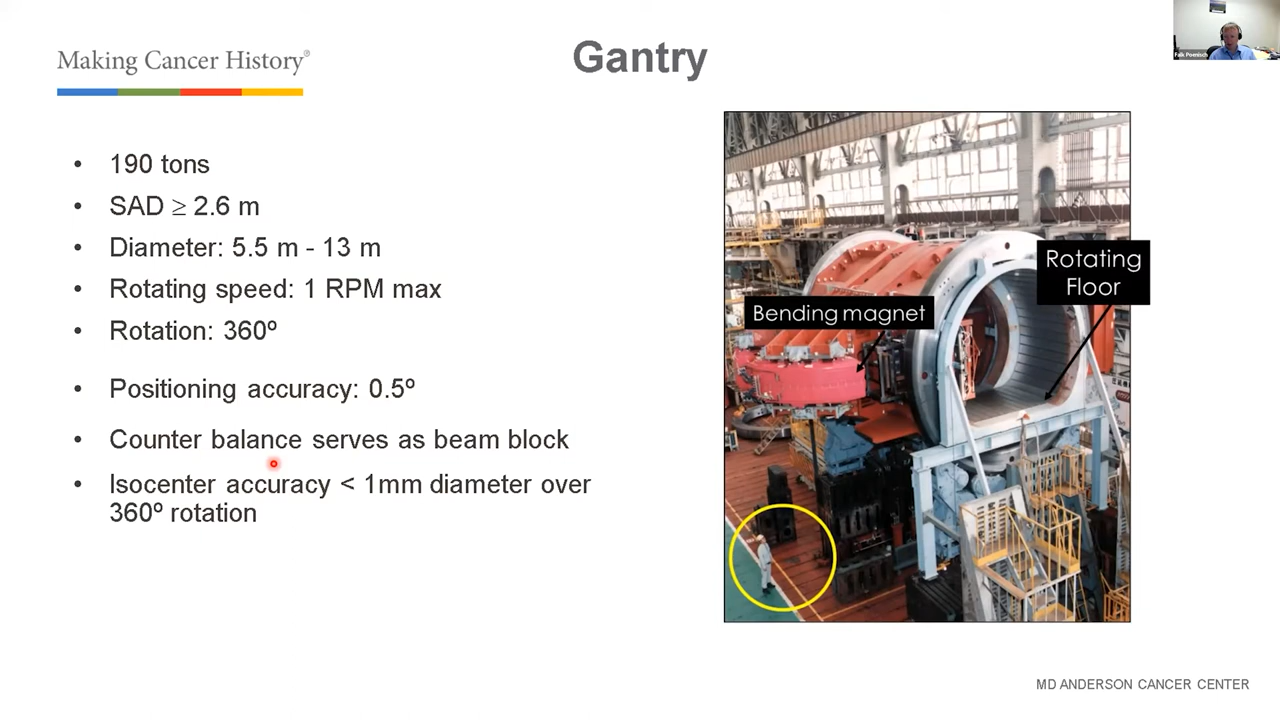 Making Cancer History®
Gantry
Falk Poenisch
• 190 tons
• SAD ≥ 2.6 m
• Diameter: 5.5 m - 13 m
• Rotating speed: 1 RPM max
• Rotation: 360º
• Positioning accuracy: 0.5º
• Counter balance serves as beam block
• Isocenter accuracy < 1mm diameter over
360º rotation
Rotating
Floor
Bending magnet
MD ANDERSON CANCER CENTER